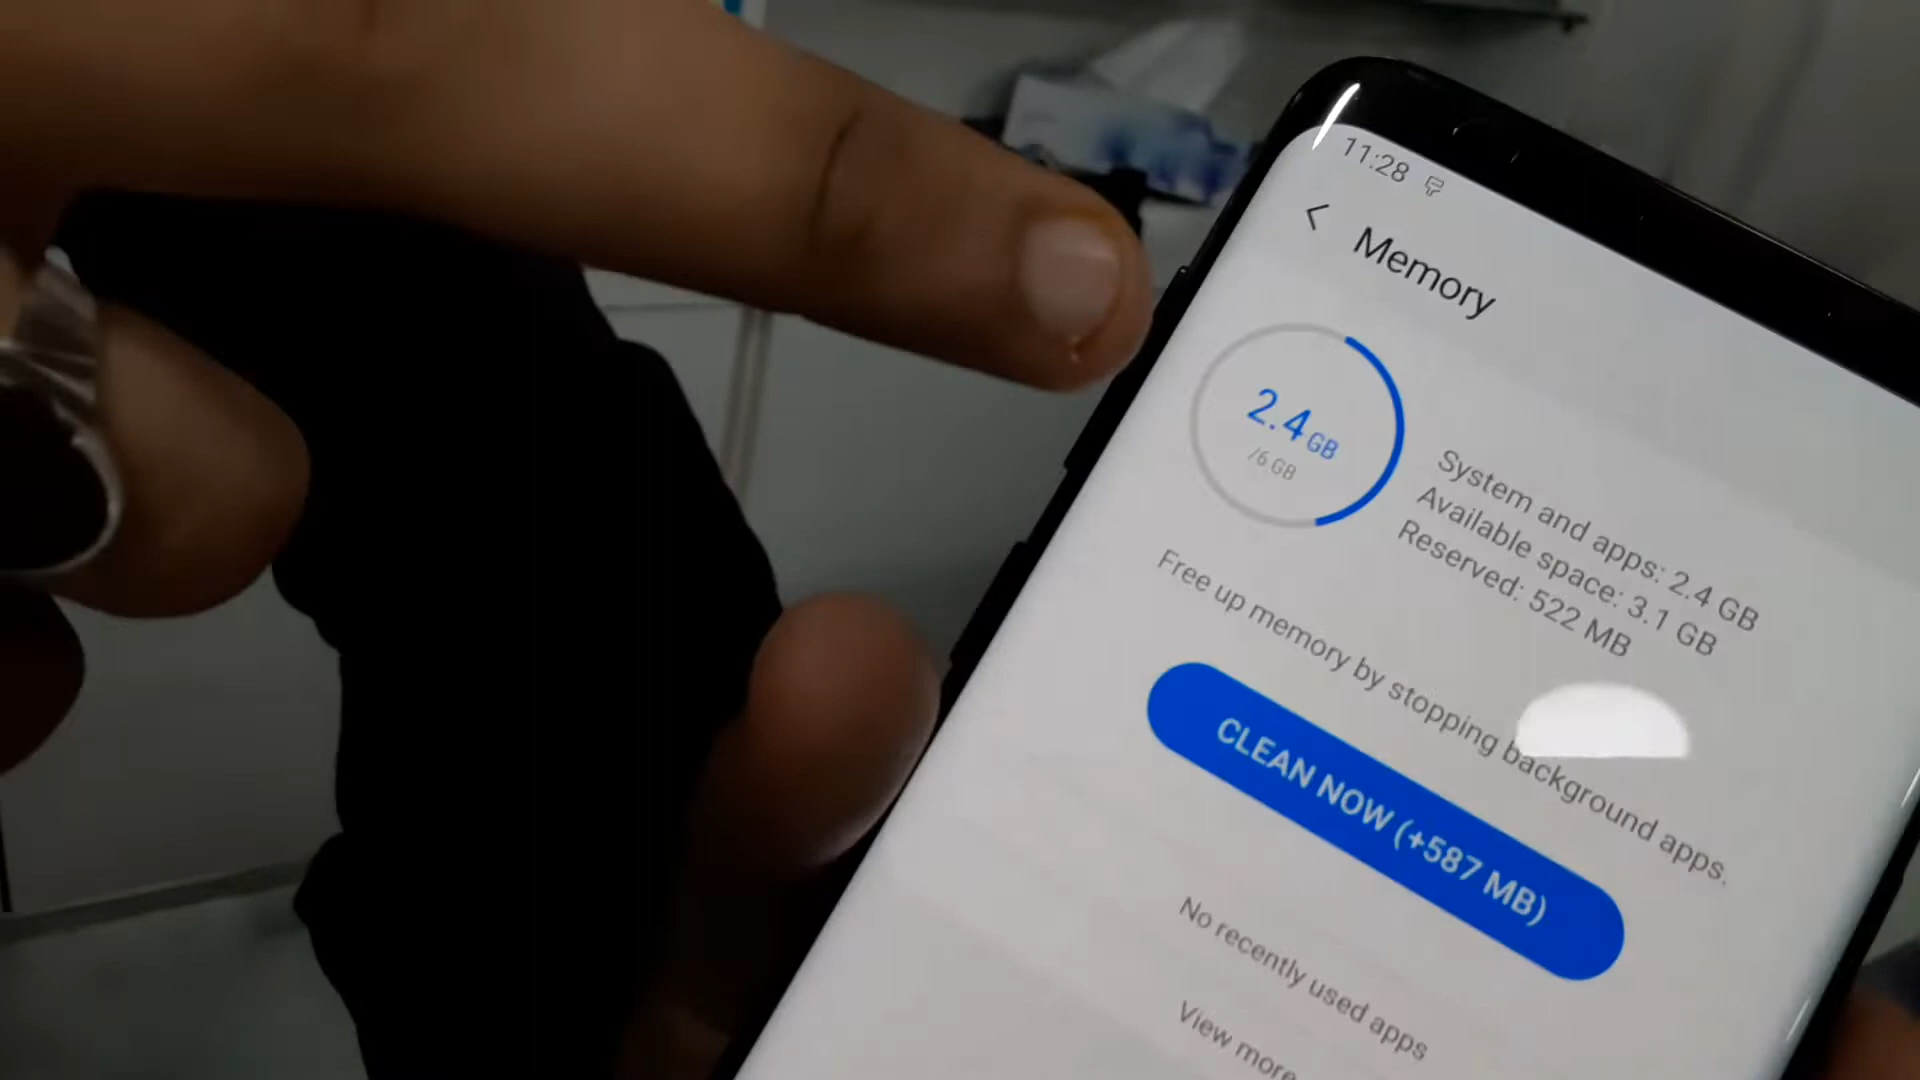 11:28
Memory
2.4 GB
/6 GB
System and apps: 2.4 GB
Available space: 3.1 GB
Reserved: 522 MB
Free up memory by stopping background apps.
CLEAN NOW (+587 MB)
No recently used apps
View more